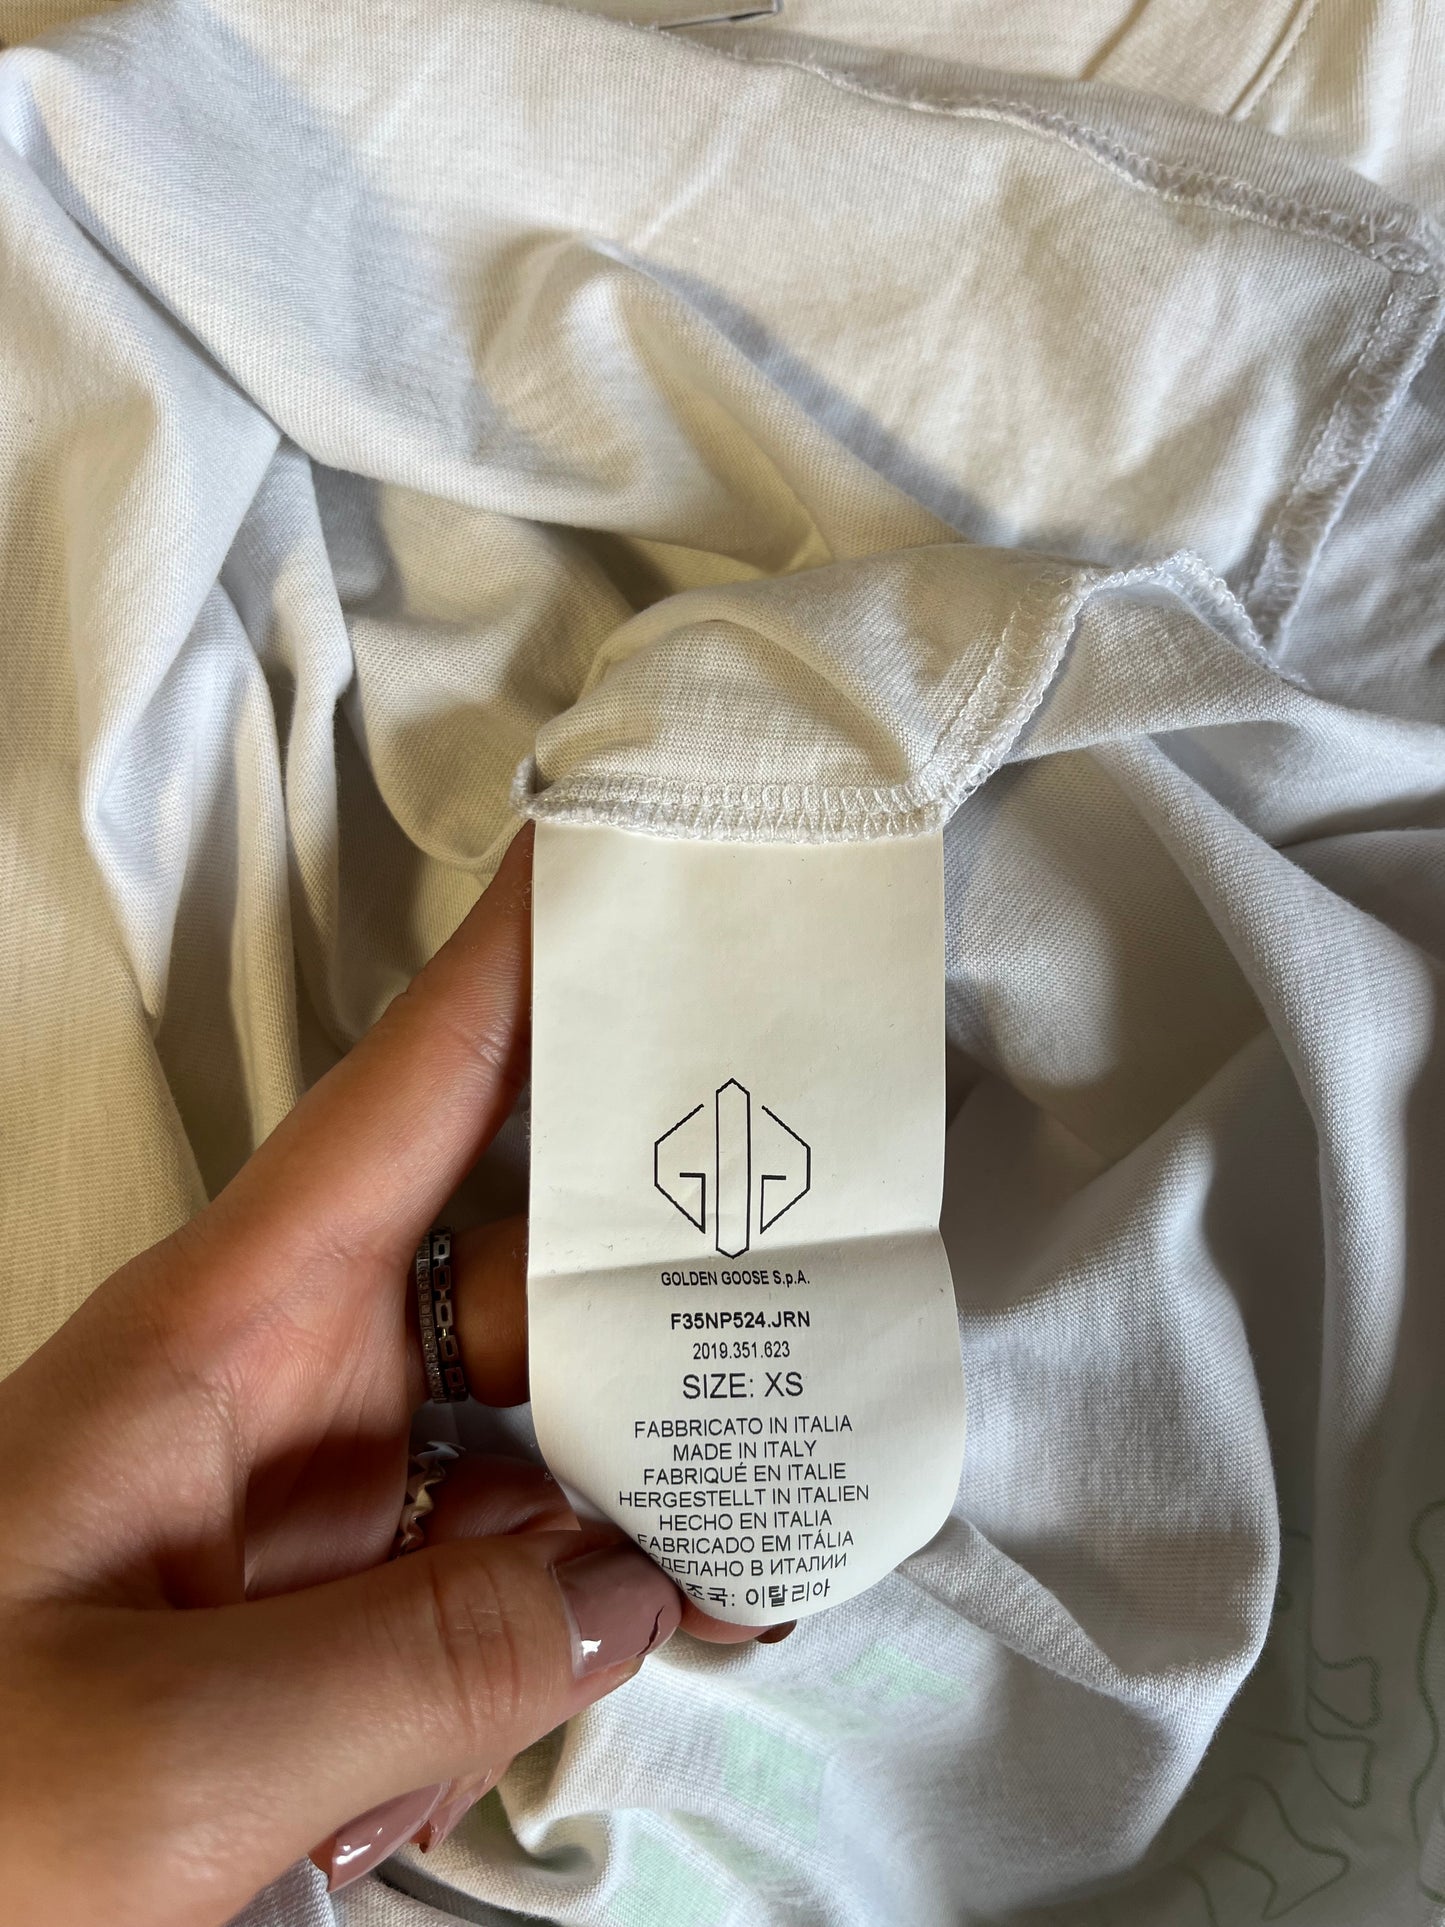 GOLDEN GOOSE S.p.A.
F35NP524.JRN
2019.351.623
SIZE: XS
FABBRICATO IN ITALIA
MADE IN ITALY
FABRIQUÉ EN ITALIE
HERGESTELLT IN ITALIEN
HECHO EN ITALIA
FABRICADO EM ITÁLIA
СДЕЛАНО В ИТАЛИИ
제조국: 이탈리아